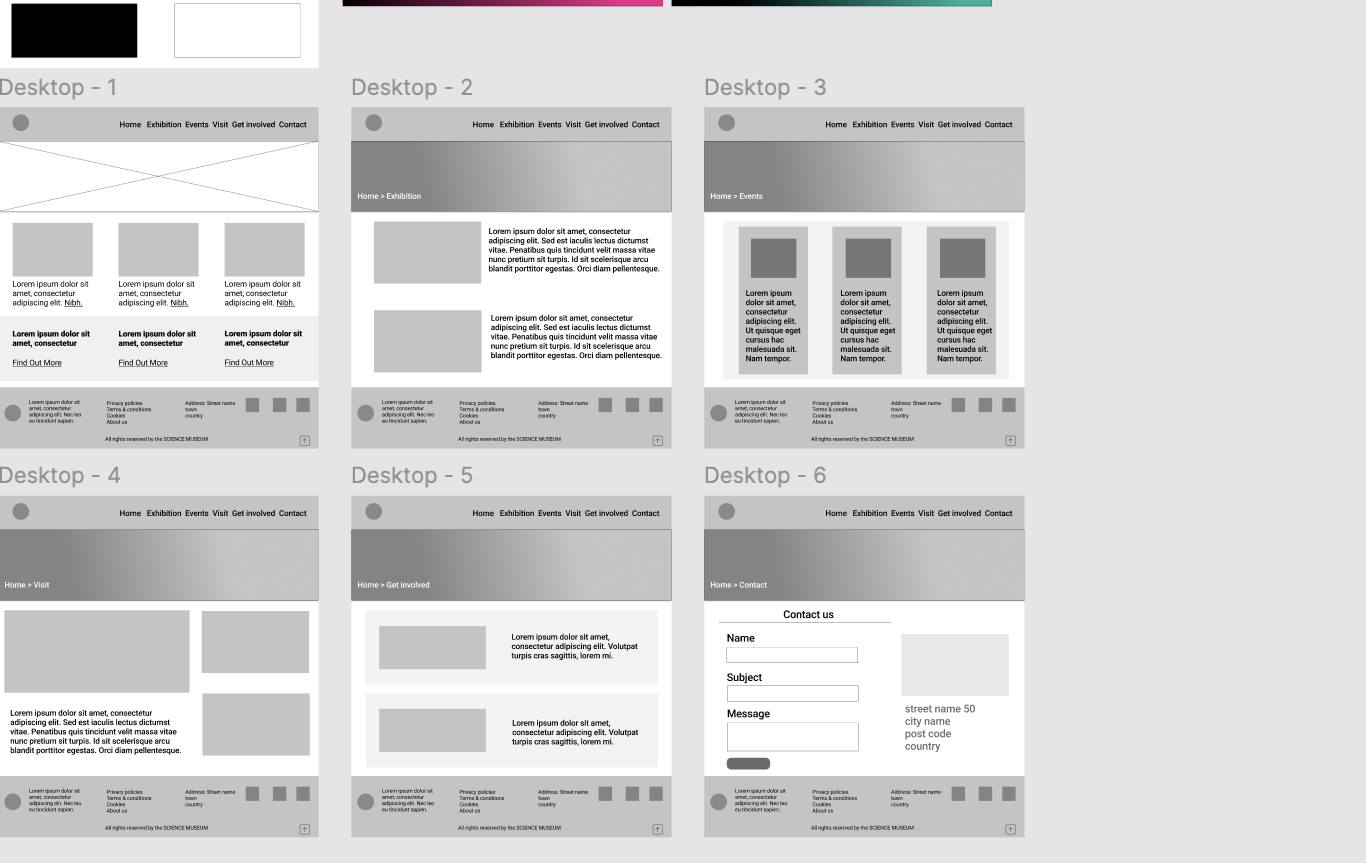 Desktop - 1
Home Exhibition Events Visit Get involved Contact
Lorem ipsum dolor sit
amet, consectetur
adipiscing elit. Nibh.
Lorem ipsum dolor sit
amet, consectetur
adipiscing elit. Nibh.
Lorem ipsum dolor sit
amet, consectetur
adipiscing elit. Nibh.
Lorem ipsum dolor sit
amet, consectetur
Find Out More
Lorem ipsum dolor sit
amet, consectetur
Find Out More
Lorem ipsum dolor sit
amet, consectetur
Find Out More
Lorem ipsum dolor sit
amet, consectetur
adipiscing elit. Nec leo
eu tincidunt sapien.
Privacy policies
Terms & conditions
Cookies
About us
Address: Street name
town
country
All rights reserved by the SCIENCE MUSEUM
Desktop - 2
Home Exhibition Events Visit Get involved Contact
Home > Exhibition
Lorem ipsum dolor sit amet, consectetur
adipiscing elit. Sed est iaculis lectus dictumst
vitae. Penatibus quis tincidunt velit massa vitae
nunc pretium sit turpis. Id sit scelerisque arcu
blandit porttitor egestas. Orci diam pellentesque.
Lorem ipsum dolor sit amet, consectetur
adipiscing elit. Sed est iaculis lectus dictumst
vitae. Penatibus quis tincidunt velit massa vitae
nunc pretium sit turpis. Id sit scelerisque arcu
blandit porttitor egestas. Orci diam pellentesque.
Lorem ipsum dolor sit
amet, consectetur
adipiscing elit. Nec leo
eu tincidunt sapien.
Privacy policies
Terms & conditions
Cookies
About us
Address: Street name
town
country
All rights reserved by the SCIENCE MUSEUM
Desktop - 3
Home Exhibition Events Visit Get involved Contact
Home > Events
Lorem ipsum
dolor sit amet,
consectetur
adipiscing elit.
Ut quisque eget
cursus hac
malesuada sit.
Nam tempor.
Lorem ipsum
dolor sit amet,
consectetur
adipiscing elit.
Ut quisque eget
cursus hac
malesuada sit.
Nam tempor.
Lorem ipsum
dolor sit amet,
consectetur
adipiscing elit.
Ut quisque eget
cursus hac
malesuada sit.
Nam tempor.
Lorem ipsum dolor sit
amet, consectetur
adipiscing elit. Nec leo
eu tincidunt sapien.
Privacy policies
Terms & conditions
Cookies
About us
Address: Street name
town
country
All rights reserved by the SCIENCE MUSEUM
Desktop - 4
Home Exhibition Events Visit Get involved Contact
Home > Visit
Lorem ipsum dolor sit amet, consectetur
adipiscing elit. Sed est iaculis lectus dictumst
vitae. Penatibus quis tincidunt velit massa vitae
nunc pretium sit turpis. Id sit scelerisque arcu
blandit porttitor egestas. Orci diam pellentesque.
Lorem ipsum dolor sit
amet, consectetur
adipiscing elit. Nec leo
eu tincidunt sapien.
Privacy policies
Terms & conditions
Cookies
About us
Address: Street name
town
country
All rights reserved by the SCIENCE MUSEUM
Desktop - 5
Home Exhibition Events Visit Get involved Contact
Home > Get involved
Lorem ipsum dolor sit amet,
consectetur adipiscing elit. Volutpat
turpis cras sagittis, lorem mi.
Lorem ipsum dolor sit amet,
consectetur adipiscing elit. Volutpat
turpis cras sagittis, lorem mi.
Lorem ipsum dolor sit
amet, consectetur
adipiscing elit. Nec leo
eu tincidunt sapien.
Privacy policies
Terms & conditions
Cookies
About us
Address: Street name
town
country
All rights reserved by the SCIENCE MUSEUM
Desktop - 6
Home Exhibition Events Visit Get involved Contact
Home > Contact
Contact us
Name
Subject
Message
street name 50
city name
post code
country
Lorem ipsum dolor sit
amet, consectetur
adipiscing elit. Nec leo
eu tincidunt sapien.
Privacy policies
Terms & conditions
Cookies
About us
Address: Street name
town
country
All rights reserved by the SCIENCE MUSEUM